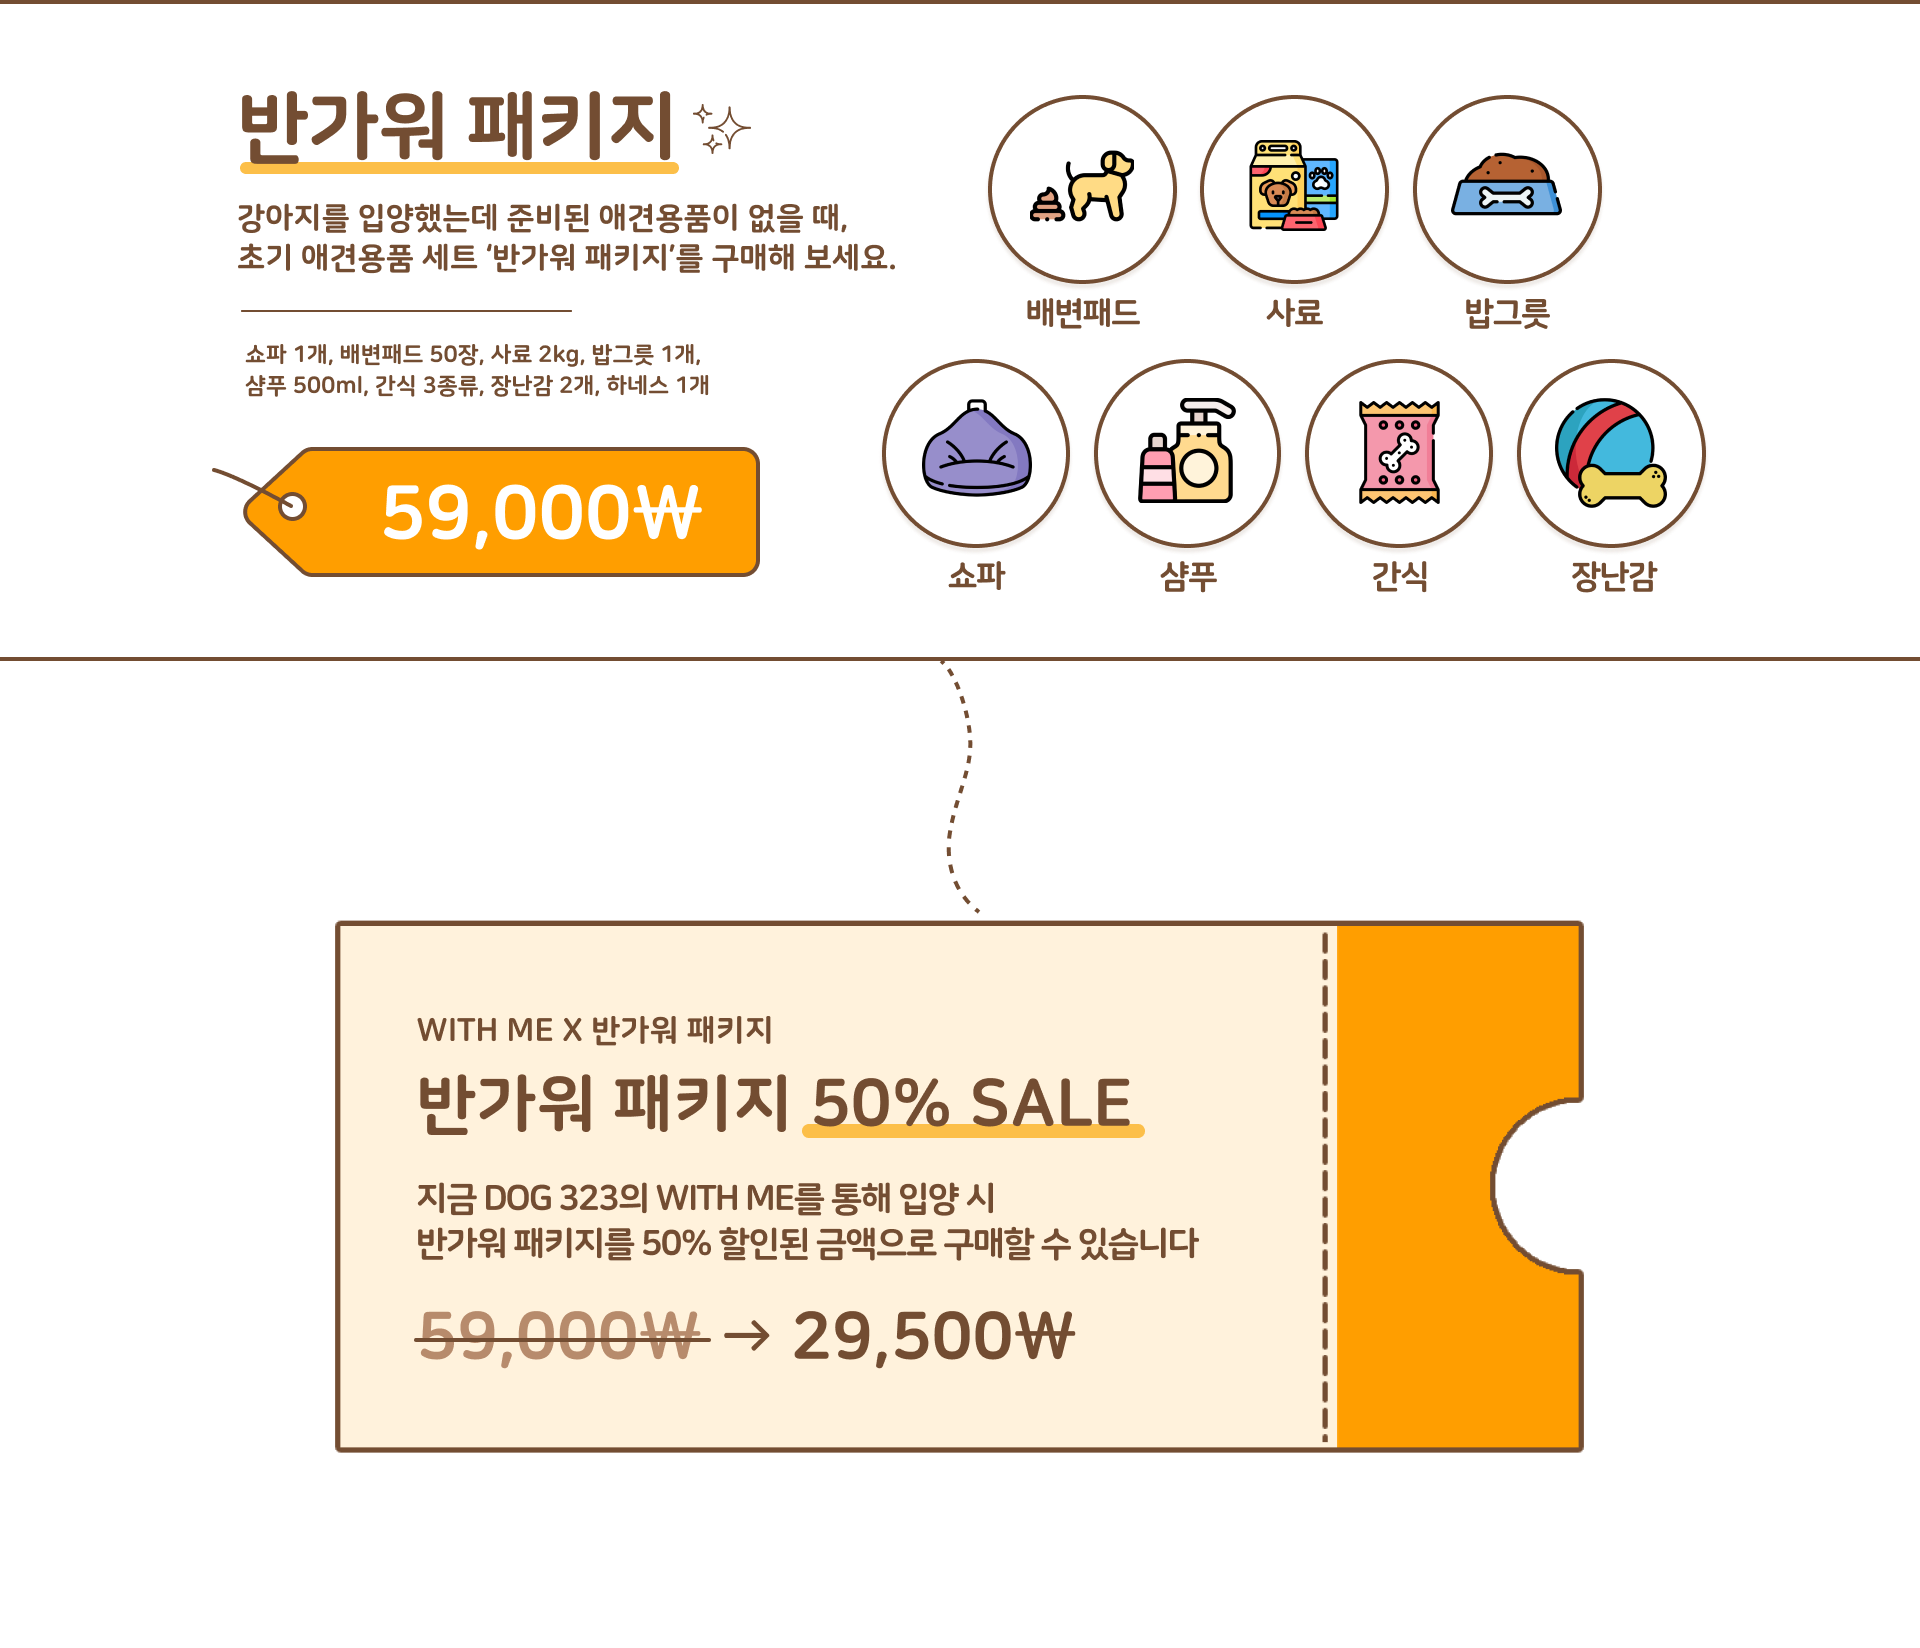 반가워 패키지
강아지를 입양했는데 준비된 애견용품이 없을 때,
초기 애견용품 세트 ‘반가워 패키지’를 구매해 보세요.
쇼파 1개, 배변패드 50장, 사료 2kg, 밥그릇 1개,
샴푸 500ml, 간식 3종류, 장난감 2개, 하네스 1개
59,000₩
배변패드
사료
밥그릇
쇼파
샴푸
간식
장난감
WITH ME X 반가워 패키지
반가워 패키지 50% SALE
지금 DOG 323의 WITH ME를 통해 입양 시
반가워 패키지를 50% 할인된 금액으로 구매할 수 있습니다
59,000₩ → 29,500₩